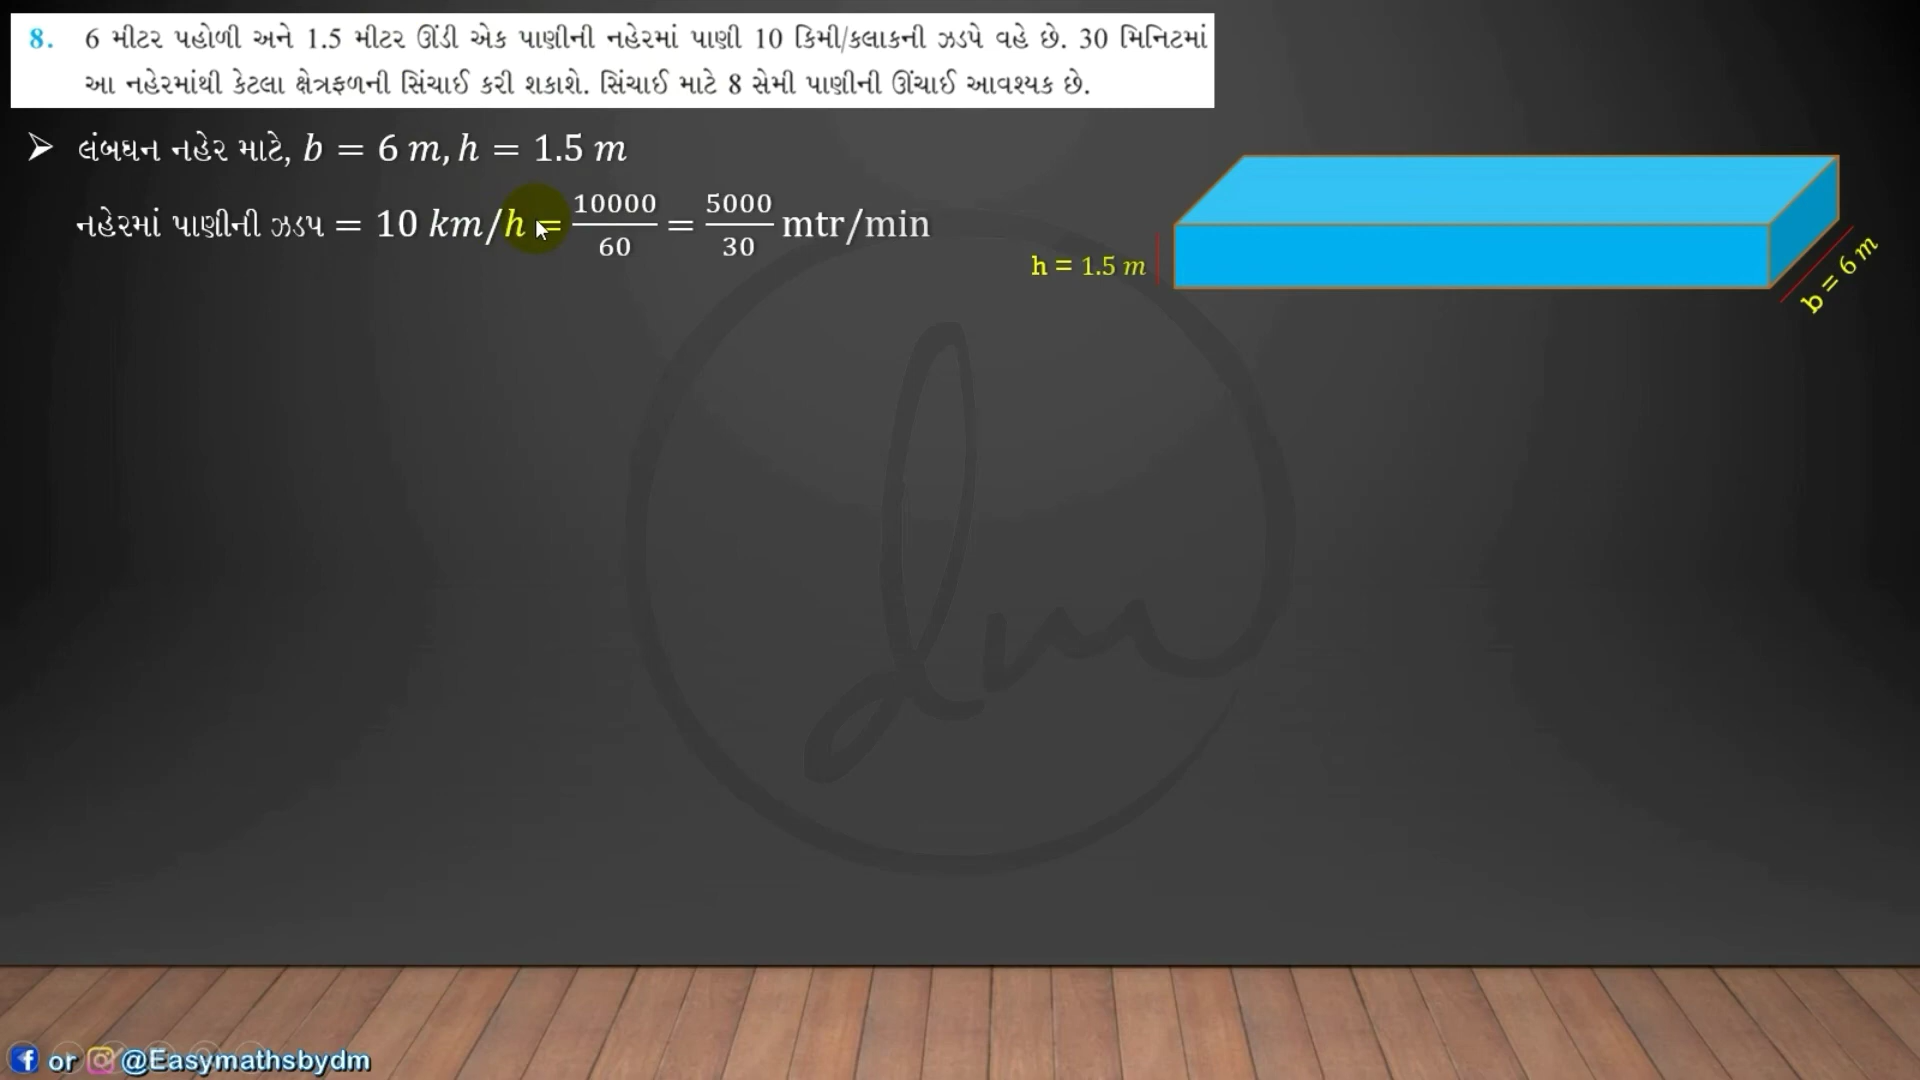 8. 6 મીટર પહોળી અને 1.5 મીટર ઊંડી એક પાણીની નહેરમાં પાણી 10 કિમી/કલાકની ઝડપે વહે છે. 30 મિનિટમાં
આ નહેરમાંથી કેટલા ક્ષેત્રફળની સિંચાઈ કરી શકાશે. સિંચાઈ માટે 8 સેમી પાણીની ઊંચાઈ આવશ્યક છે.
➢ લંબઘન નહેર માટે, b = 6 m, h = 1.5 m
નહેરમાં પાણીની ઝડપ = 10 km/h = 10000/60 = 5000/30 mtr/min
h = 1.5 m
b = 6 m
dm
f or @Easymathsbydm